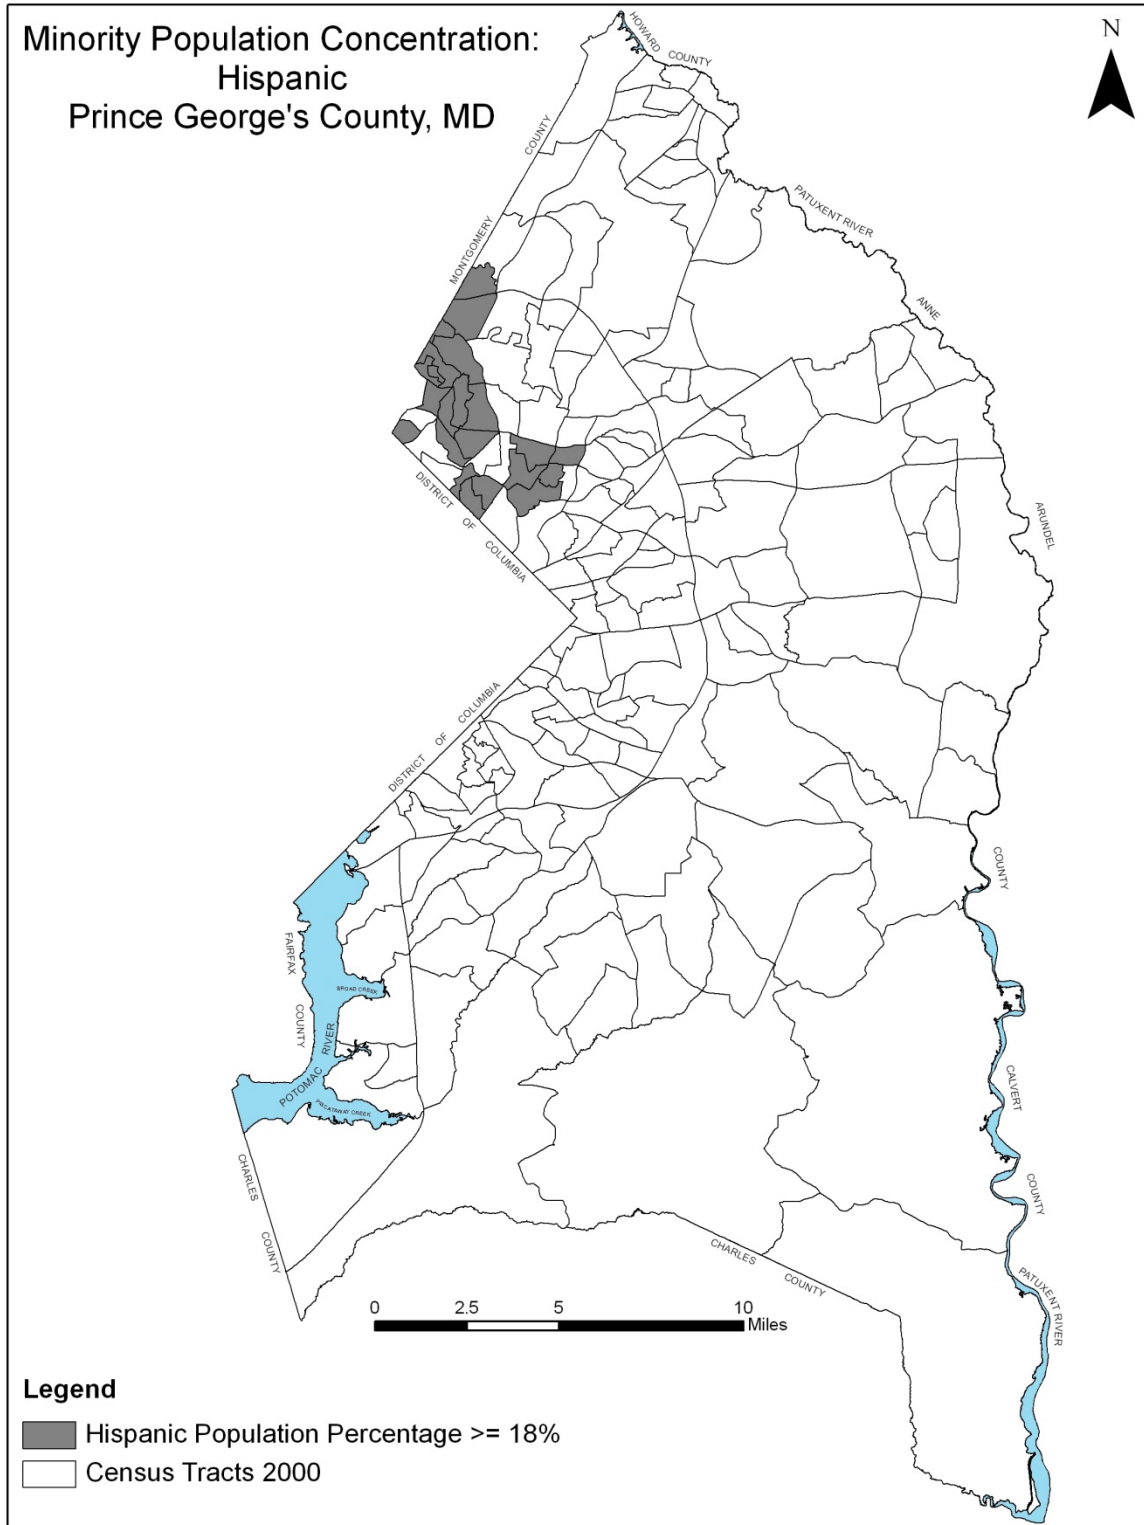 Minority Population Concentration:
Hispanic
Prince George's County, MD
N
HOWARD
COUNTY
COUNTY
MONTGOMERY
PATUXENT RIVER
ANNE
ARUNDEL
DISTRICT OF COLUMBIA
DISTRICT OF COLUMBIA
COUNTY
FAIRFAX
COUNTY
BROAD CREEK
POTOMAC RIVER
PISCATAWAY CREEK
CALVERT
COUNTY
CHARLES
COUNTY
CHARLES
COUNTY
PATUXENT RIVER
0 2.5 5 10
Miles
Legend
Hispanic Population Percentage >= 18%
Census Tracts 2000